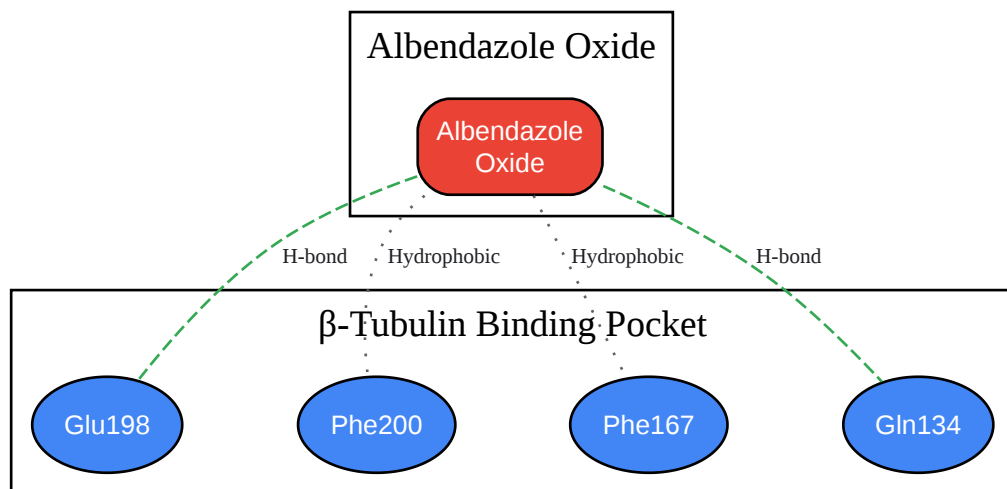 Albendazole Oxide
Albendazole
Oxide
H-bond
Hydrophobic
Hydrophobic
H-bond
β-Tubulin Binding Pocket
Glu198
Phe200
Phe167
Gln134